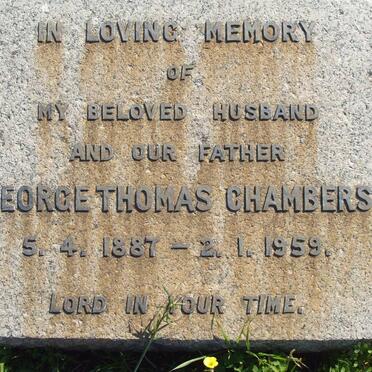 IN LOVING MEMORY
OF
MY BELOVED HUSBAND
AND OUR FATHER
EORGE THOMAS CHAMBERS
5. 4. 1887 – 2. 1. 1959.
LORD IN YOUR TIME.